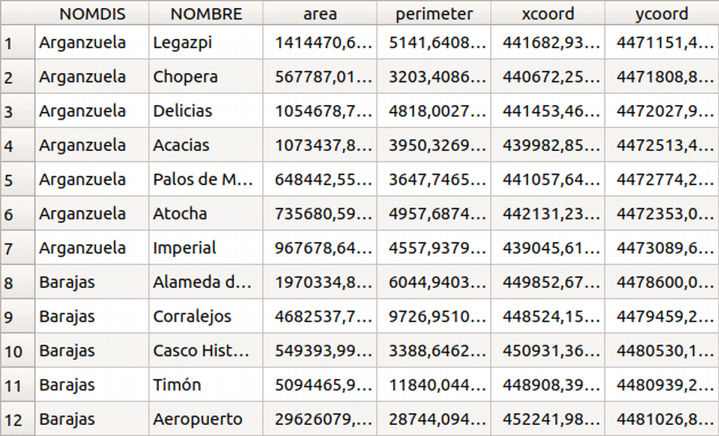 NOMDIS NOMBRE area perimeter xcoord ycoord
1 Arganzuela Legazpi 1414470,6... 5141,6408... 441682,93... 4471151,4...
2 Arganzuela Chopera 567787,01... 3203,4086... 440672,25... 4471808,8...
3 Arganzuela Delicias 1054678,7... 4818,0027... 441453,46... 4472027,9...
4 Arganzuela Acacias 1073437,8... 3950,3269... 439982,85... 4472513,4...
5 Arganzuela Palos de M... 648442,55... 3647,7465... 441057,64... 4472774,2...
6 Arganzuela Atocha 735680,59... 4957,6874... 442131,23... 4472353,0...
7 Arganzuela Imperial 967678,64... 4557,9379... 439045,61... 4473089,6...
8 Barajas Alameda d... 1970334,8... 6044,9403... 449852,67... 4478600,0...
9 Barajas Corralejos 4682537,7... 9726,9510... 448524,15... 4479459,2...
10 Barajas Casco Hist... 549393,99... 3388,6462... 450931,36... 4480530,1...
11 Barajas Timón 5094465,9... 11840,044... 448908,39... 4480939,2...
12 Barajas Aeropuerto 29626079,... 28744,094... 452241,98... 4481026,8...